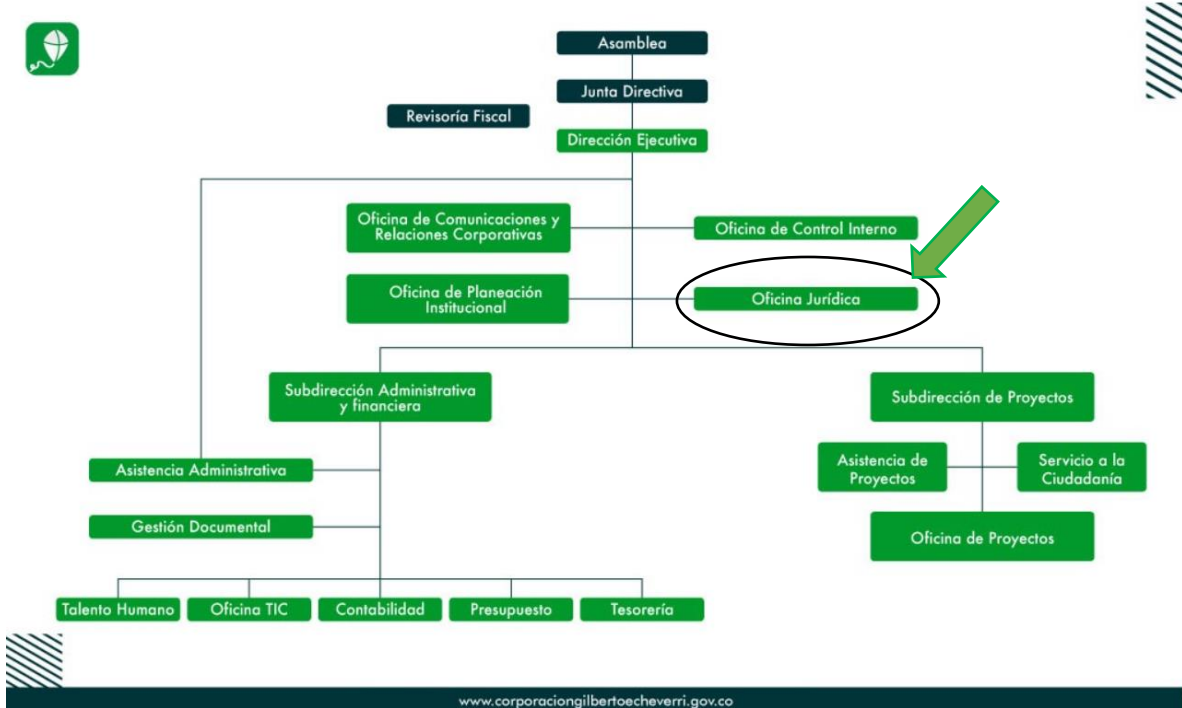 Asamblea
Junta Directiva
Revisoría Fiscal
Dirección Ejecutiva
Oficina de Comunicaciones y
Relaciones Corporativas
Oficina de Control Interno
Oficina de Planeación
Institucional
Oficina Jurídica
Subdirección Administrativa
y financiera
Subdirección de Proyectos
Asistencia Administrativa
Asistencia de
Proyectos
Servicio a la
Ciudadanía
Gestión Documental
Oficina de Proyectos
Talento Humano
Oficina TIC
Contabilidad
Presupuesto
Tesorería
www.corporaciongilbertoecheverri.gov.co